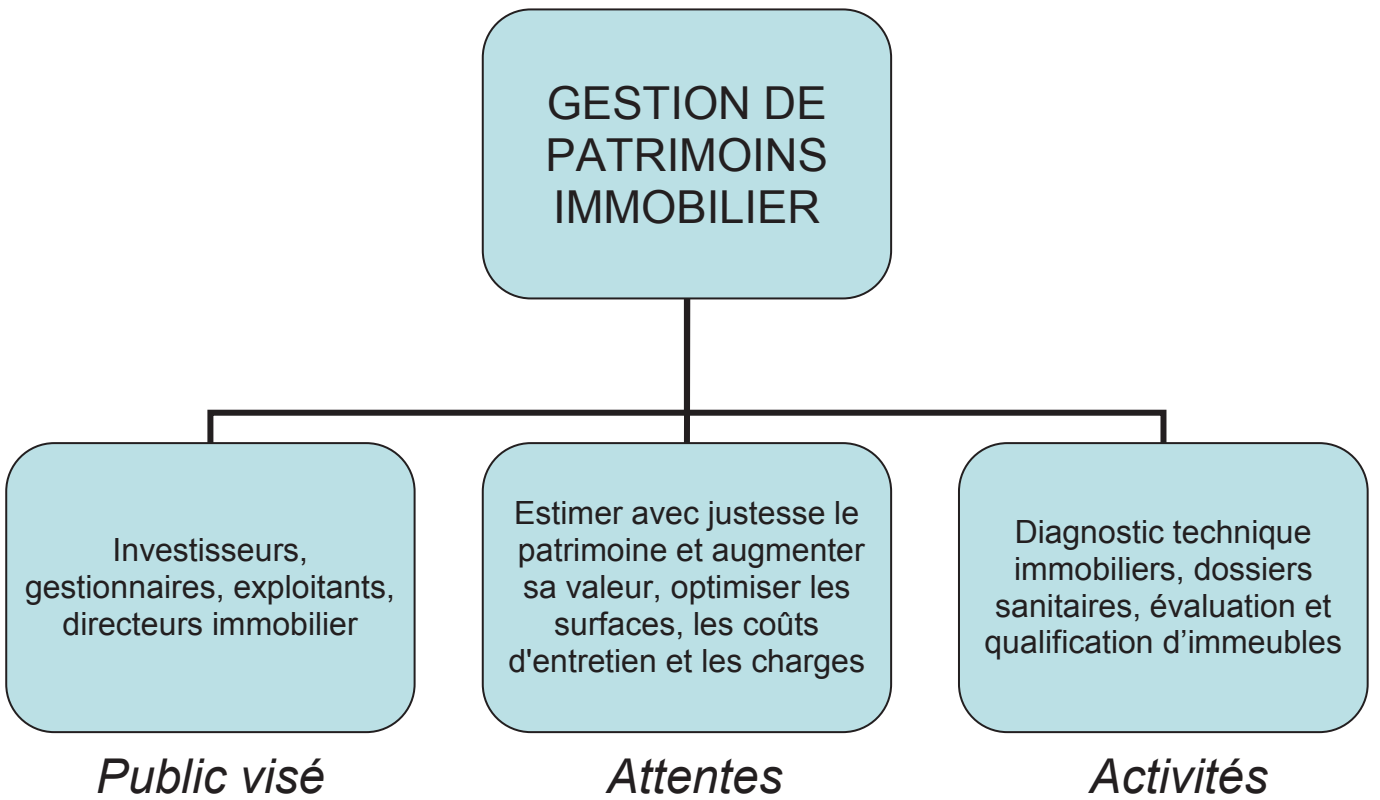 GESTION DE
PATRIMOINS
IMMOBILIER
Investisseurs,
gestionnaires, exploitants,
directeurs immobilier
Estimer avec justesse le
patrimoine et augmenter
sa valeur, optimiser les
surfaces, les coûts
d'entretien et les charges
Diagnostic technique
immobiliers, dossiers
sanitaires, évaluation et
qualification d’immeubles
Public visé
Attentes
Activités